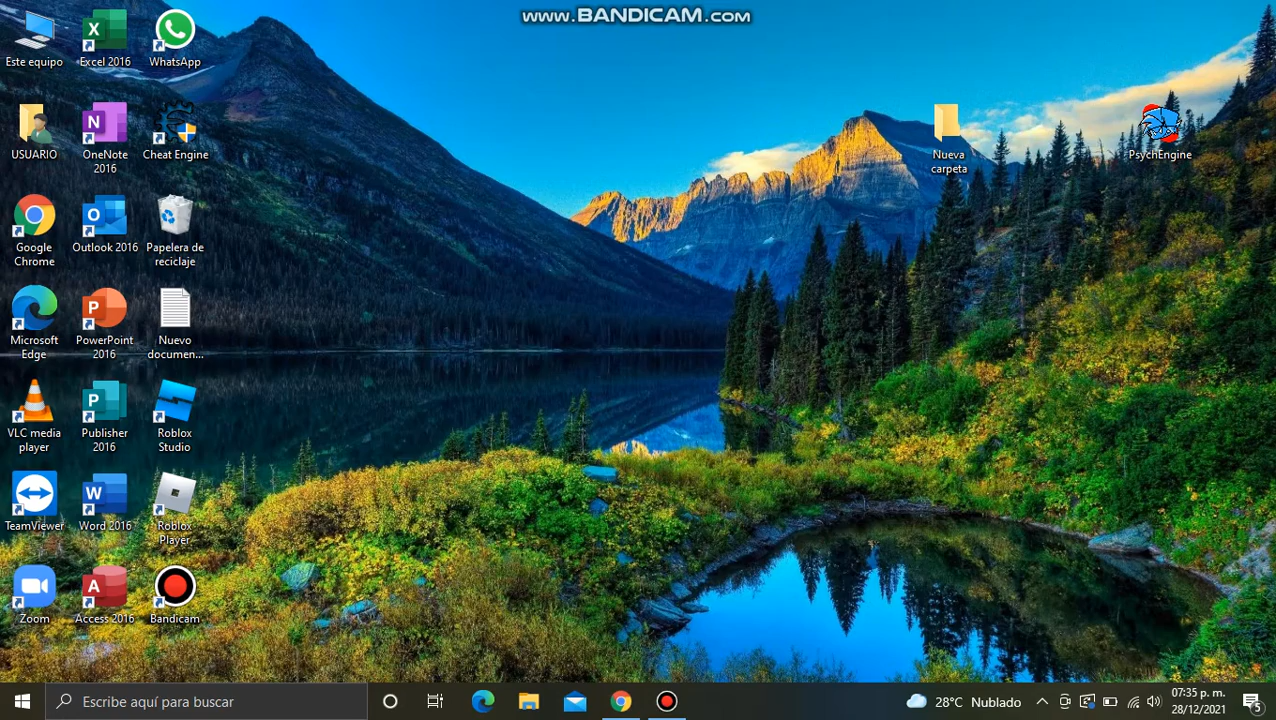 www.BANDICAM.com
Este equipo
Excel 2016
WhatsApp
USUARIO
OneNote
2016
Cheat Engine
Nueva
carpeta
PsychEngine
Google
Chrome
Outlook 2016
Papelera de
reciclaje
Microsoft
Edge
PowerPoint
2016
Nuevo
documen...
VLC media
player
Publisher
2016
Roblox
Studio
TeamViewer
Word 2016
Roblox
Player
Zoom
Access 2016
Bandicam
Escribe aquí para buscar
28°C Nublado
07:35 p. m.
28/12/2021
5